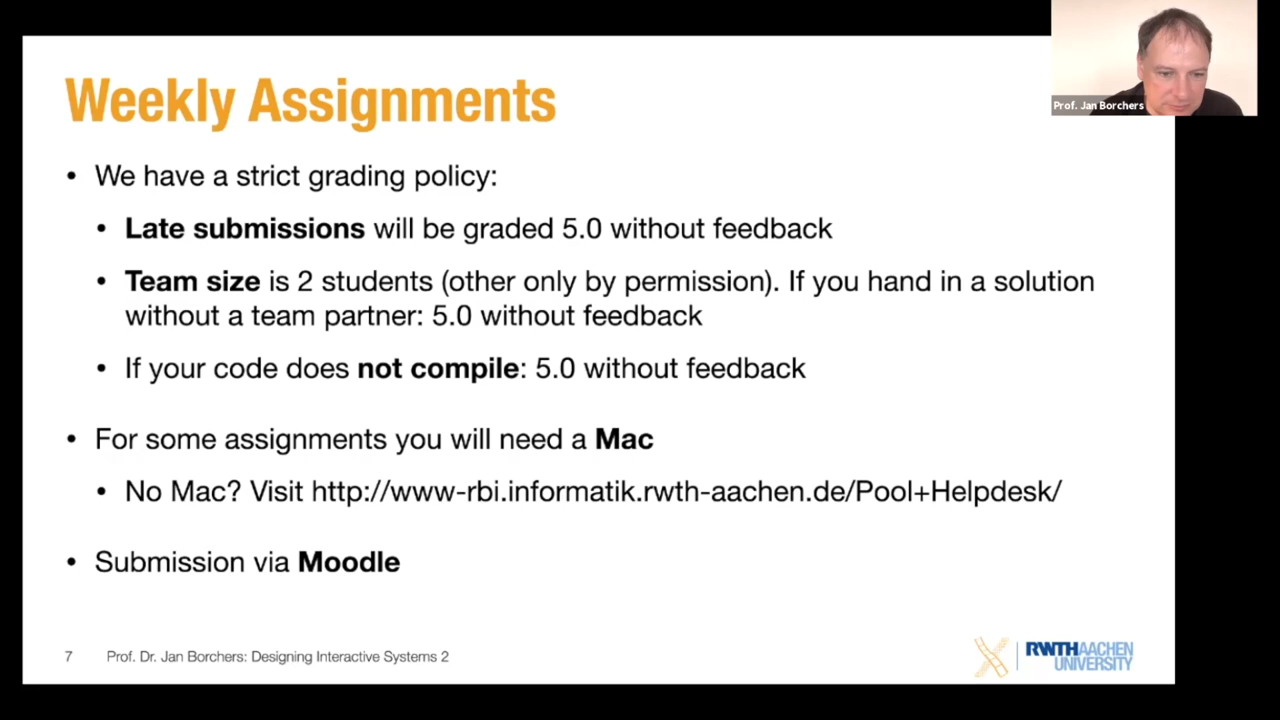 Weekly Assignments
Prof. Jan Borchers
• We have a strict grading policy:
• Late submissions will be graded 5.0 without feedback
• Team size is 2 students (other only by permission). If you hand in a solution
without a team partner: 5.0 without feedback
• If your code does not compile: 5.0 without feedback
• For some assignments you will need a Mac
• No Mac? Visit http://www-rbi.informatik.rwth-aachen.de/Pool+Helpdesk/
• Submission via Moodle
7 Prof. Dr. Jan Borchers: Designing Interactive Systems 2
RWTHAACHEN
UNIVERSITY